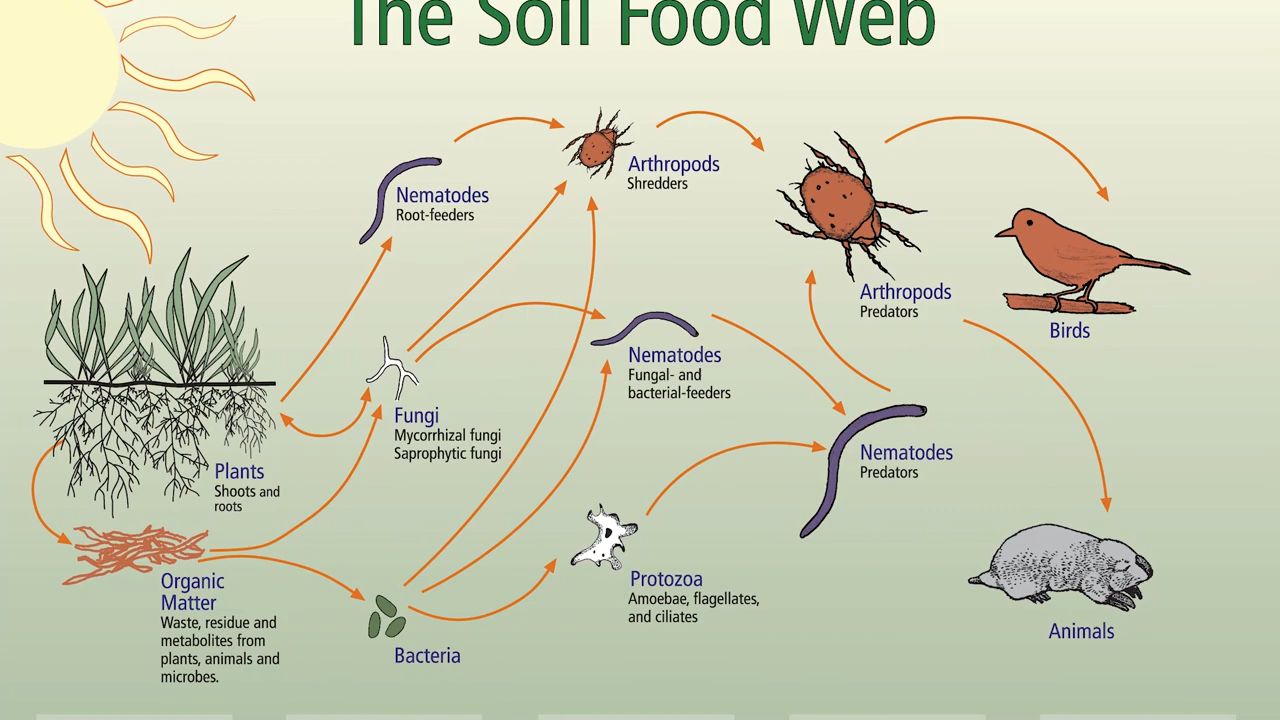 The Soil Food Web
Nematodes
Root-feeders
Arthropods
Shredders
Arthropods
Predators
Birds
Nematodes
Fungal- and
bacterial-feeders
Fungi
Mycorrhizal fungi
Saprophytic fungi
Nematodes
Predators
Plants
Shoots and
roots
Organic
Matter
Waste, residue and
metabolites from
plants, animals and
microbes.
Bacteria
Protozoa
Amoebae, flagellates,
and ciliates
Animals